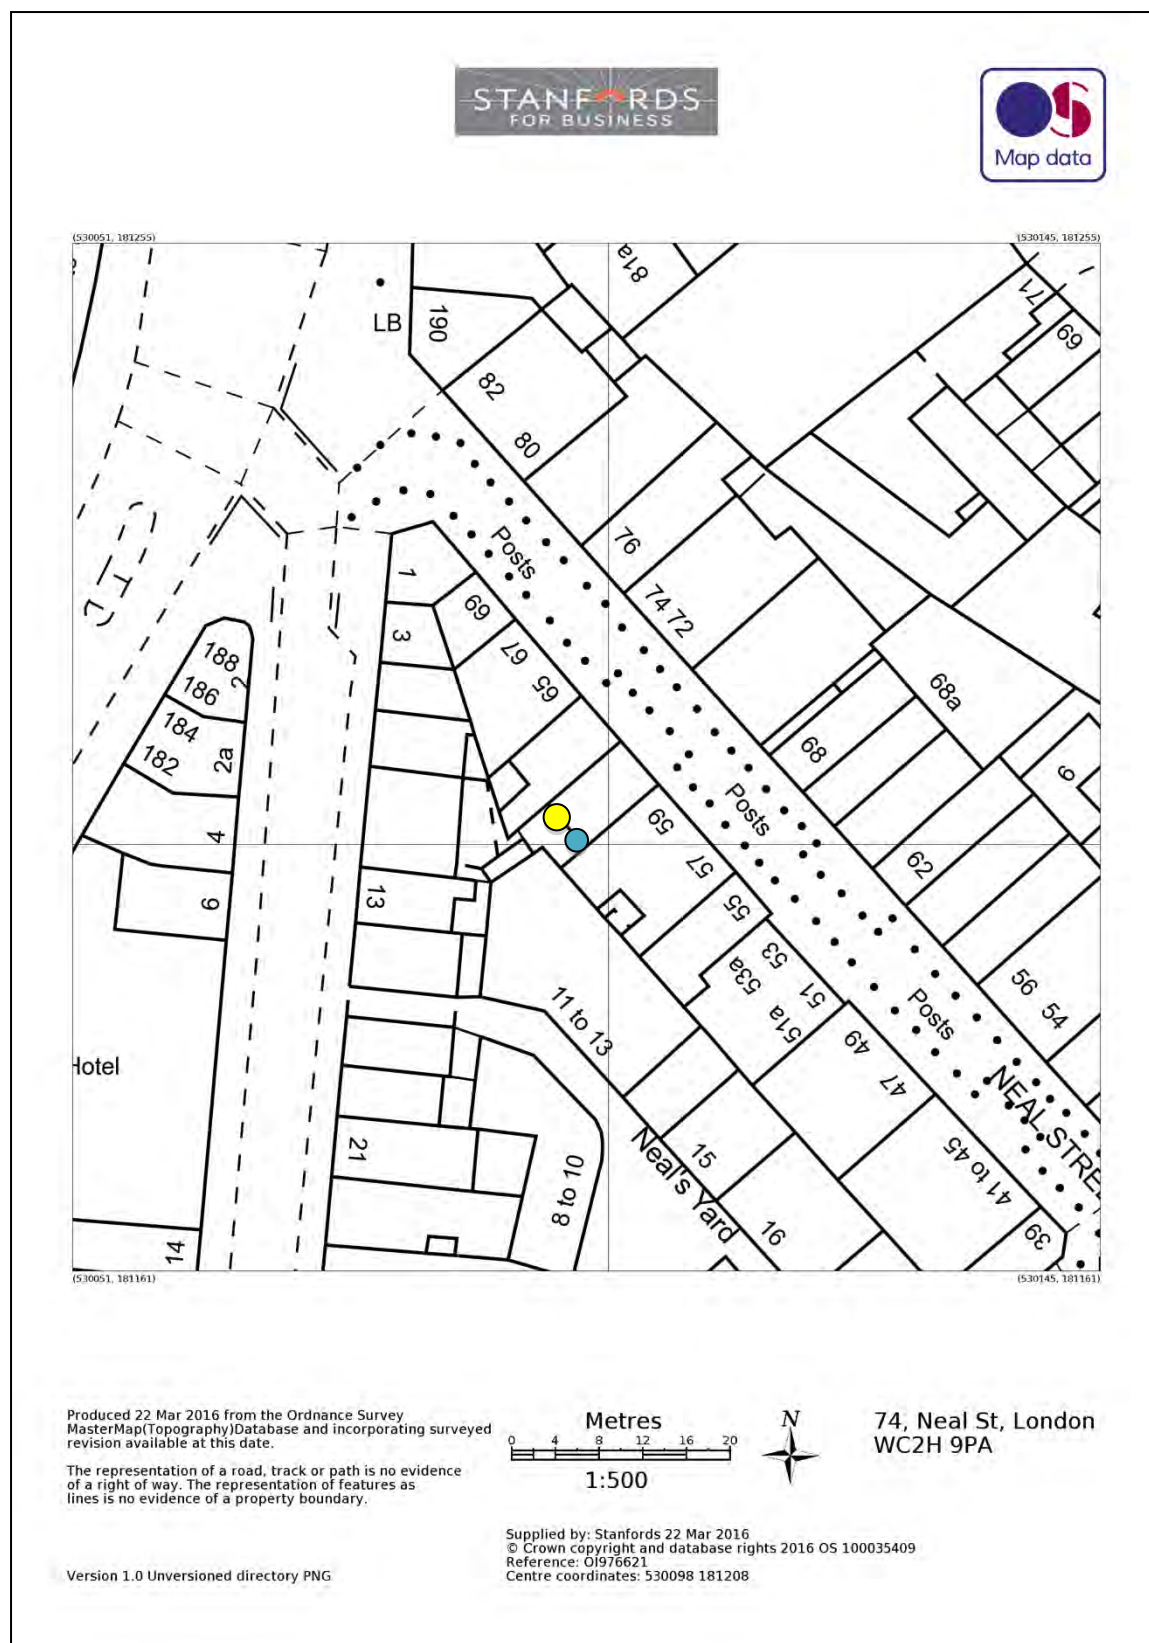 STANFORDS
FOR BUSINESS
OS
Map data
(530051, 181255)
(530145, 181255)
81a
71
69
LB
190
82
80
Posts
76
74 72
1
3
69
67
65
68a
68
9
188
2
186
184
182
2a
4
6
Posts
59
57
55
53
53a
51
51a
62
13
11 to 13
49
47
56
54
Posts
NEAL STREE
Hotel
21
8 to 10
Neal's Yard
15
16
41 to 45
39
14
(530051, 181161)
(530145, 181161)
Produced 22 Mar 2016 from the Ordnance Survey
MasterMap(Topography)Database and incorporating surveyed
revision available at this date.
The representation of a road, track or path is no evidence
of a right of way. The representation of features as
lines is no evidence of a property boundary.
Version 1.0 Unversioned directory PNG
Metres
0 4 8 12 16 20
1:500
N
74, Neal St, London
WC2H 9PA
Supplied by: Stanfords 22 Mar 2016
© Crown copyright and database rights 2016 OS 100035409
Reference: OI976621
Centre coordinates: 530098 181208